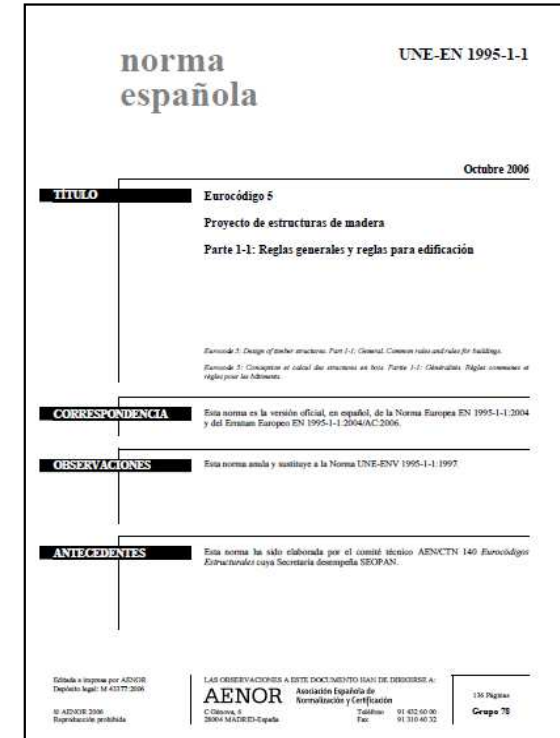 norma
española
UNE-EN 1995-1-1
Octubre 2006
TÍTULO
Eurocódigo 5
Proyecto de estructuras de madera
Parte 1-1: Reglas generales y reglas para edificación
Eurocode 5: Design of timber structures. Part 1-1: General. Common rules and rules for buildings.
Eurocode 5: Conception et calcul des structures en bois. Partie 1-1: Généralités. Règles communes et
règles pour les bâtiments.
CORRESPONDENCIA
Esta norma es la versión oficial, en español, de la Norma Europea EN 1995-1-1:2004
y del Erratum Europeo EN 1995-1-1:2004/AC:2006.
OBSERVACIONES
Esta norma anula y sustituye a la Norma UNE-ENV 1995-1-1:1997.
ANTECEDENTES
Esta norma ha sido elaborada por el comité técnico AEN/CTN 140 Eurocódigos
Estructurales cuya Secretaría desempeña SEOPAN.
Editada e impresa por AENOR
Depósito legal: M 43377:2006
© AENOR 2006
Reproducción prohibida
LAS OBSERVACIONES A ESTE DOCUMENTO HAN DE DIRIGIRSE A:
AENOR
Asociación Española de
Normalización y Certificación
C Génova, 6
28004 MADRID-España
Teléfono 91 432 60 00
Fax 91 310 40 32
136 Páginas
Grupo 78